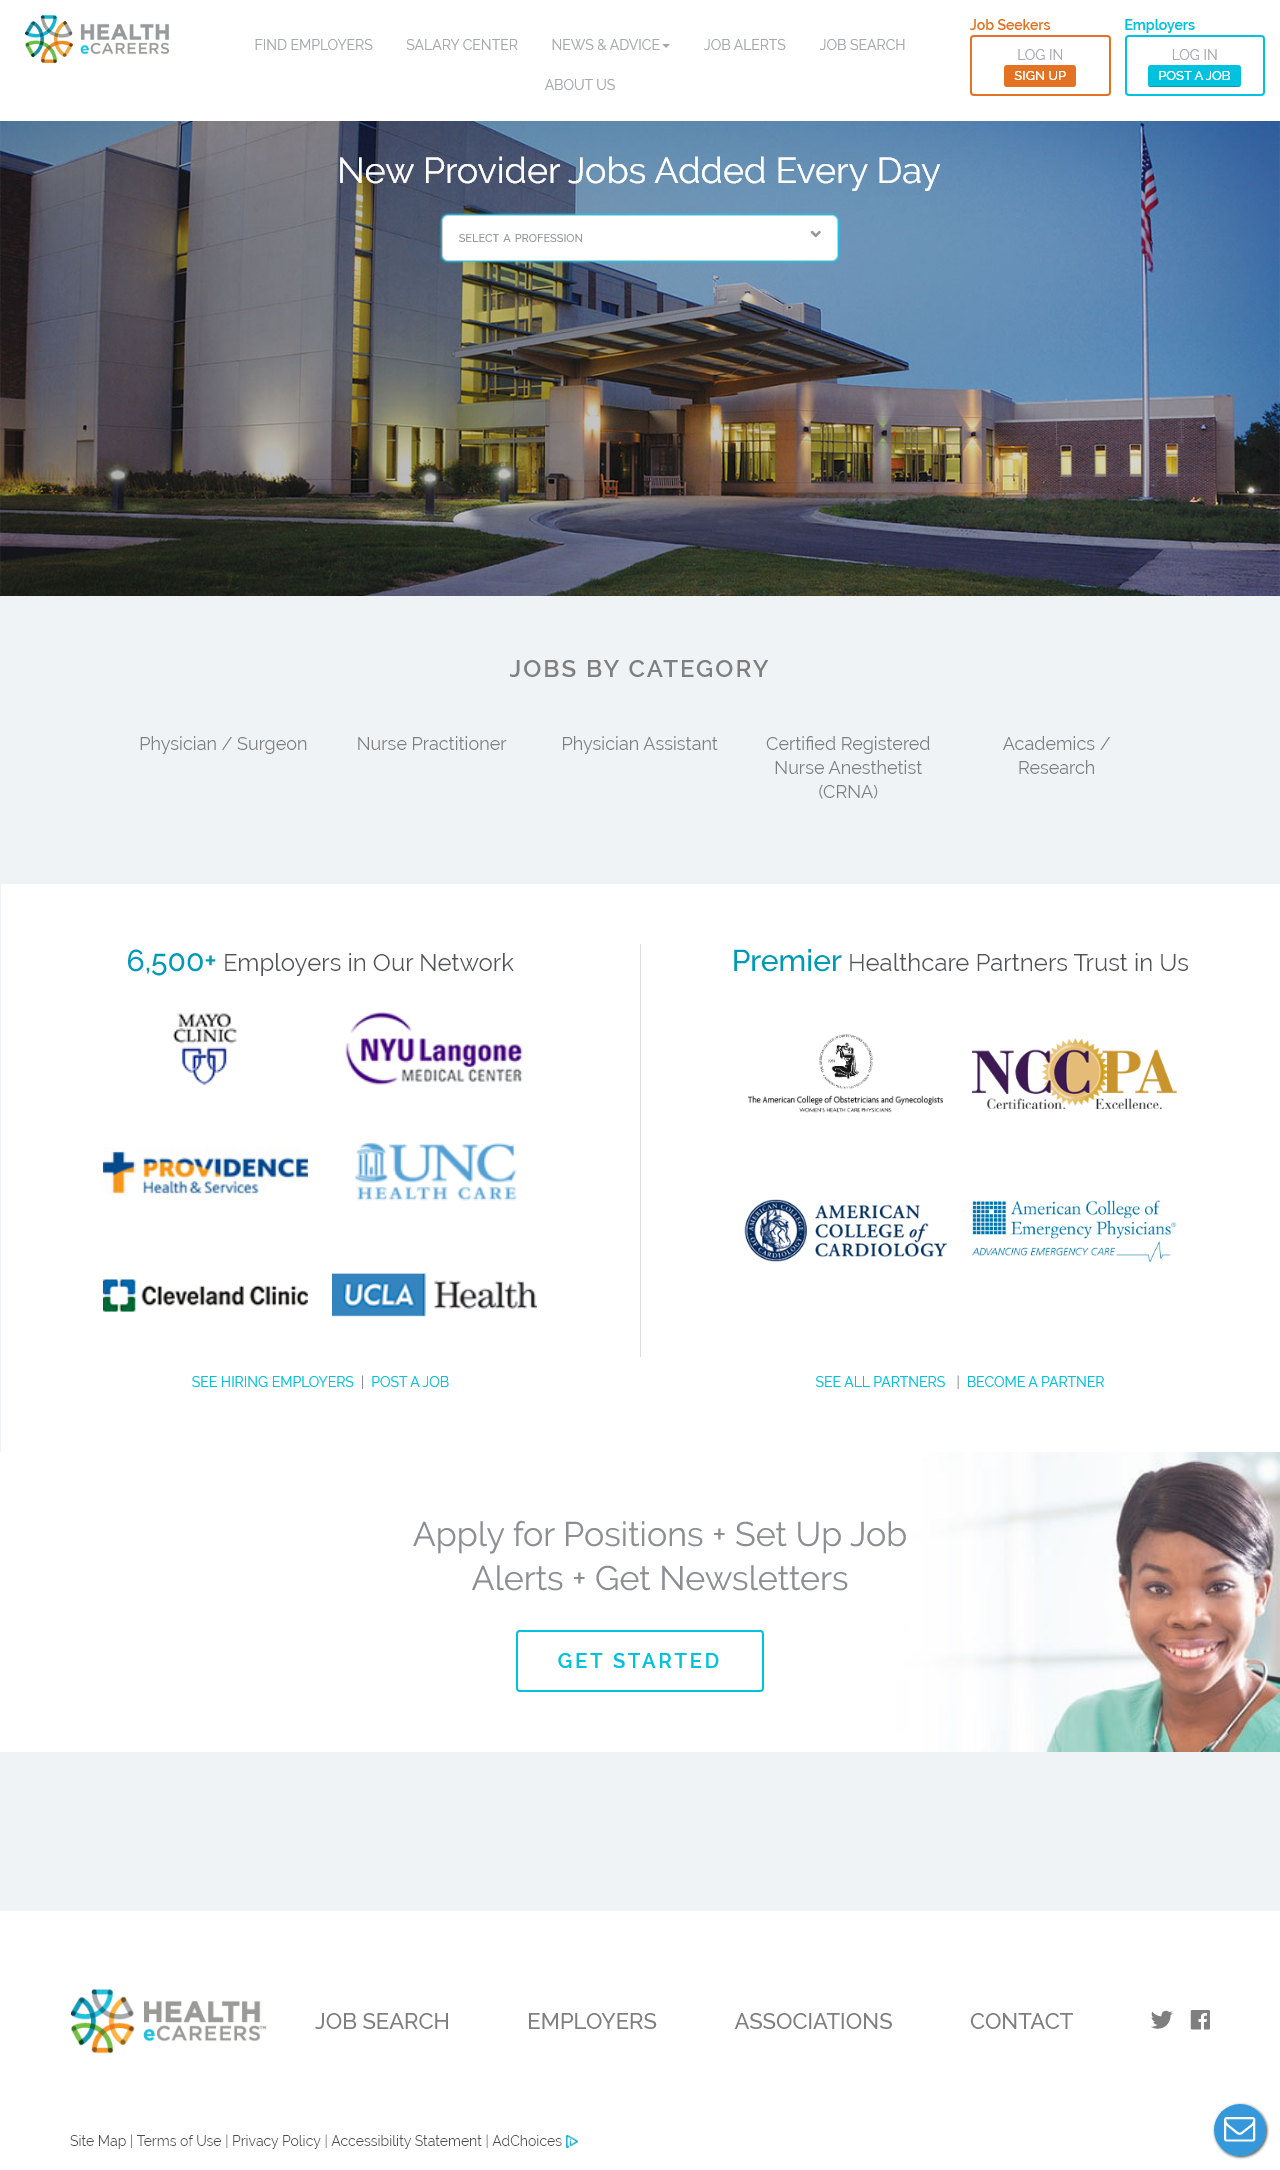 HEALTH
eCAREERS
FIND EMPLOYERS
SALARY CENTER
NEWS & ADVICE
JOB ALERTS
JOB SEARCH
ABOUT US
Job Seekers
LOG IN
SIGN UP
Employers
LOG IN
POST A JOB
New Provider Jobs Added Every Day
SELECT A PROFESSION
JOBS BY CATEGORY
Physician / Surgeon
Nurse Practitioner
Physician Assistant
Certified Registered
Nurse Anesthetist
(CRNA)
Academics /
Research
6,500+ Employers in Our Network
MAYO
CLINIC
NYU Langone
MEDICAL CENTER
PROVIDENCE
Health & Services
UNC
HEALTH CARE
Cleveland Clinic
UCLA Health
SEE HIRING EMPLOYERS | POST A JOB
Premier Healthcare Partners Trust in Us
The American College of Obstetricians and Gynecologists
WOMEN'S HEALTH CARE PHYSICIANS
NCCPA
Certification. Excellence.
AMERICAN
COLLEGE of
CARDIOLOGY
American College of
Emergency Physicians®
ADVANCING EMERGENCY CARE
SEE ALL PARTNERS | BECOME A PARTNER
Apply for Positions + Set Up Job
Alerts + Get Newsletters
GET STARTED
HEALTH
eCAREERS™
JOB SEARCH
EMPLOYERS
ASSOCIATIONS
CONTACT
Site Map | Terms of Use | Privacy Policy | Accessibility Statement | AdChoices